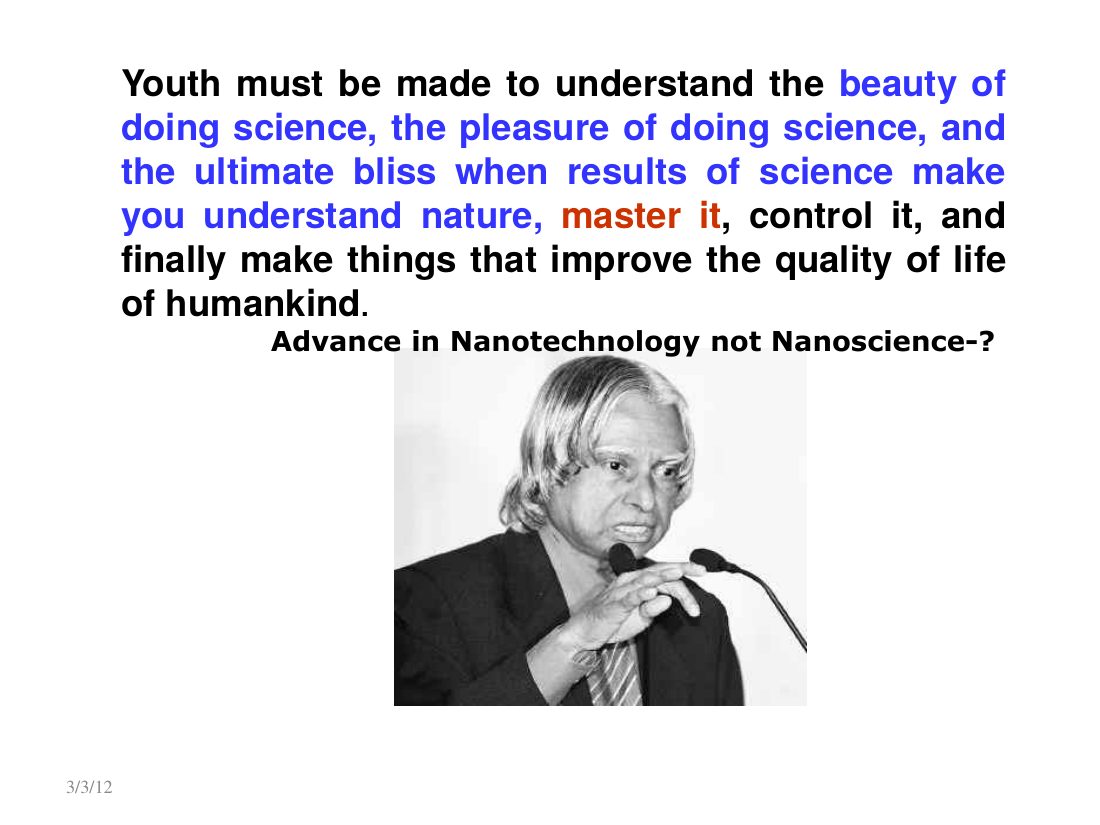 Youth must be made to understand the beauty of
doing science, the pleasure of doing science, and
the ultimate bliss when results of science make
you understand nature, master it, control it, and
finally make things that improve the quality of life
of humankind.
Advance in Nanotechnology not Nanoscience-?
3/3/12